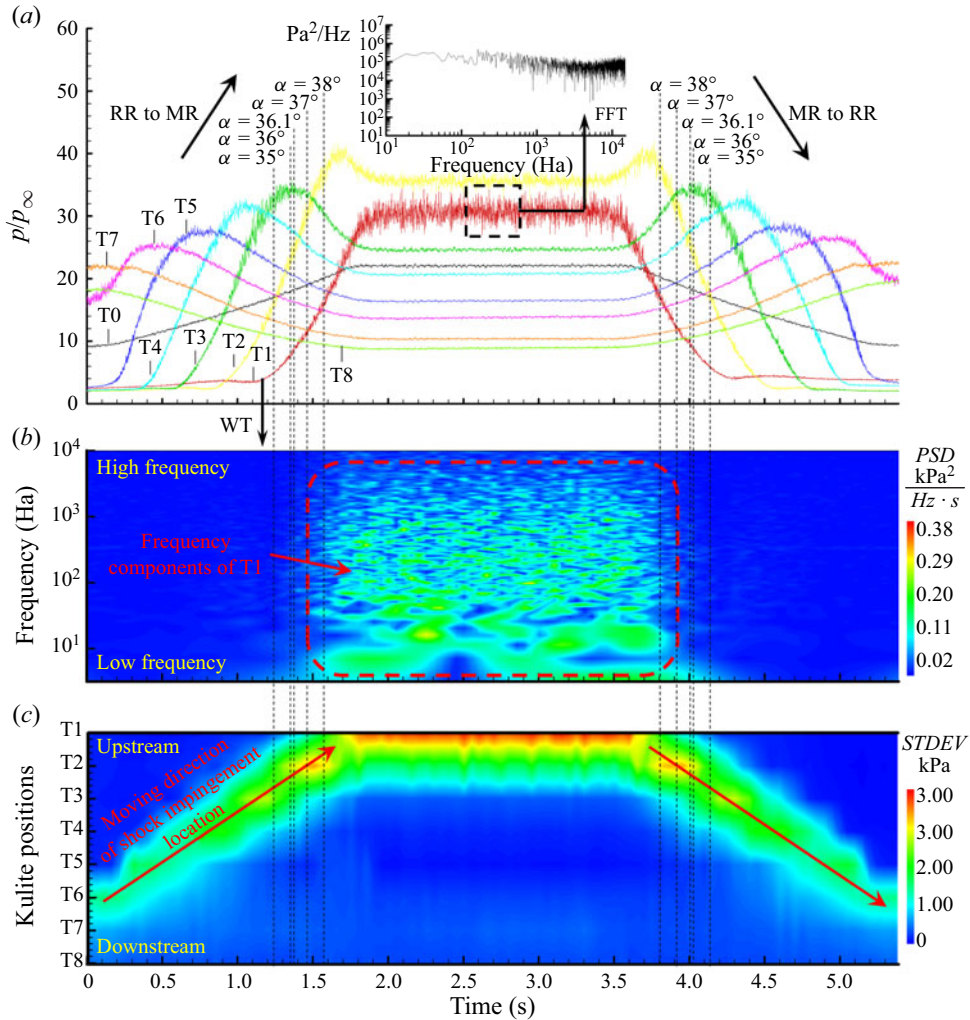 (a)
60
50
40
30
20
10
0
p/p∞
RR to MR
α = 38°
α = 37°
α = 36.1°
α = 36°
α = 35°
Pa²/Hz
10⁷
10⁶
10⁵
10⁴
10³
10²
10¹
10¹ 10² 10³ 10⁴
Frequency (Ha)
FFT
α = 38°
α = 37°
α = 36.1°
α = 36°
α = 35°
MR to RR
T7
T6
T5
T0
T4
T3
T2
T1
T8
WT
(b)
10⁴
10³
10²
10¹
Frequency (Ha)
High frequency
Frequency
components of T1
Low frequency
PSD
kPa²
Hz · s
0.38
0.29
0.20
0.11
0.02
(c)
T1
T2
T3
T4
T5
T6
T7
T8
Kulite positions
Upstream
Moving direction
of shock impingement
location
Downstream
STDEV
kPa
3.00
3.00
2.00
1.00
0
0 0.5 1.0 1.5 2.0 2.5 3.0 3.5 4.0 4.5 5.0
Time (s)